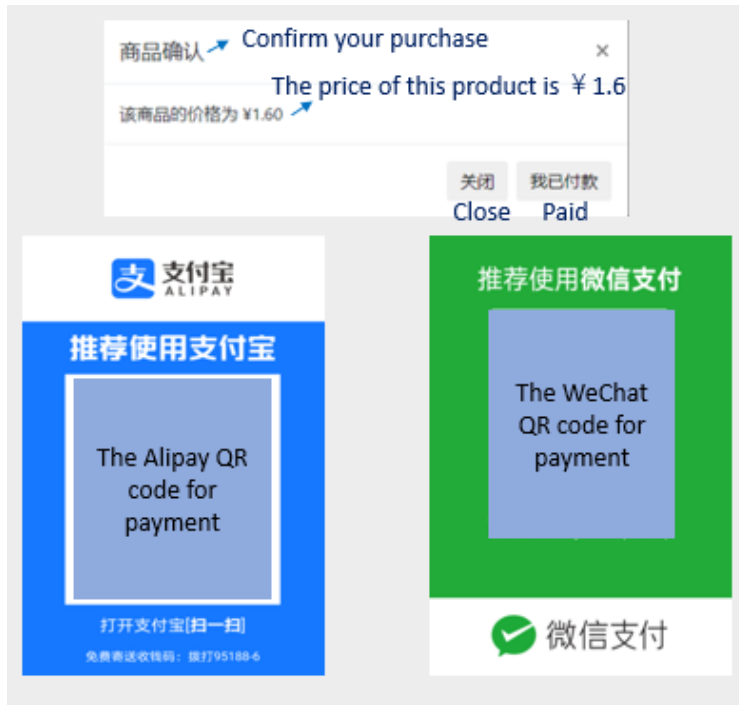 商品确认 Confirm your purchase ×
The price of this product is ￥1.6
该商品的价格为 ¥1.60
关闭 我已付款
Close Paid
支 支付宝
ALIPAY
推荐使用支付宝
The Alipay QR
code for
payment
打开支付宝[扫一扫]
免费寄送收钱码：拨打95188-6
推荐使用微信支付
The WeChat
QR code for
payment
微信支付